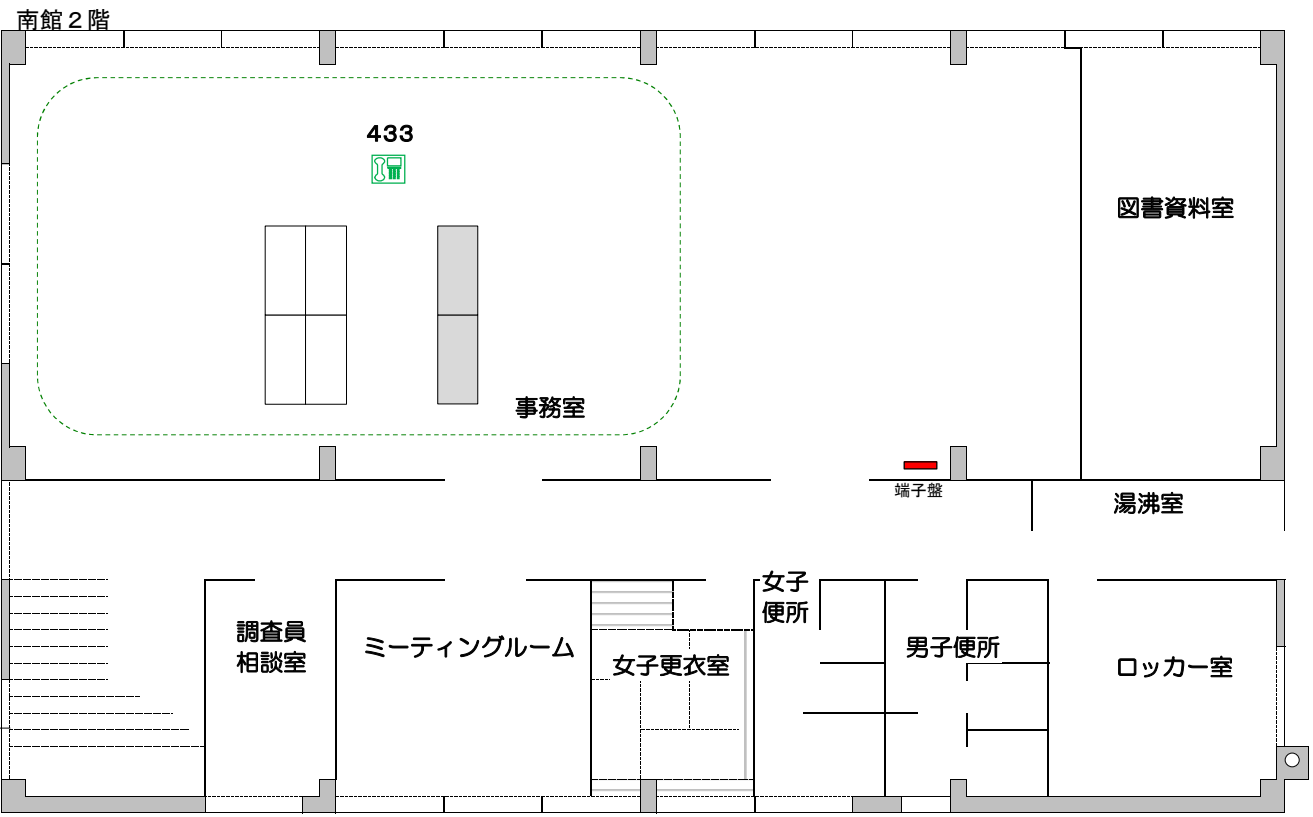 南館２階
433
図書資料室
事務室
端子盤
湯沸室
女子
便所
調査員
相談室
ミーティングルーム
女子更衣室
男子便所
ロッカー室